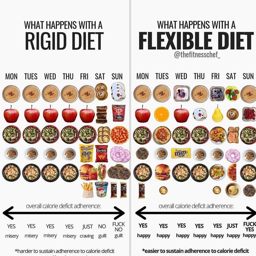 WHAT HAPPENS WITH A
RIGID DIET
MON TUES WED THU FRI SAT SUN
overall calorie deficit adherence:
YES YES YES YES JUST NO FUCK NO
misery misery misery misery craving guilt guilt
*harder to sustain adherence to calorie deficit
WHAT HAPPENS WITH A
FLEXIBLE DIET
@thefitnesschef_
MON TUES WED THU FRI SAT SUN
overall calorie deficit adherence:
YES YES YES YES YES JUST FUCK YES
happy happy happy happy happy happy happy
*easier to sustain adherence to calorie deficit